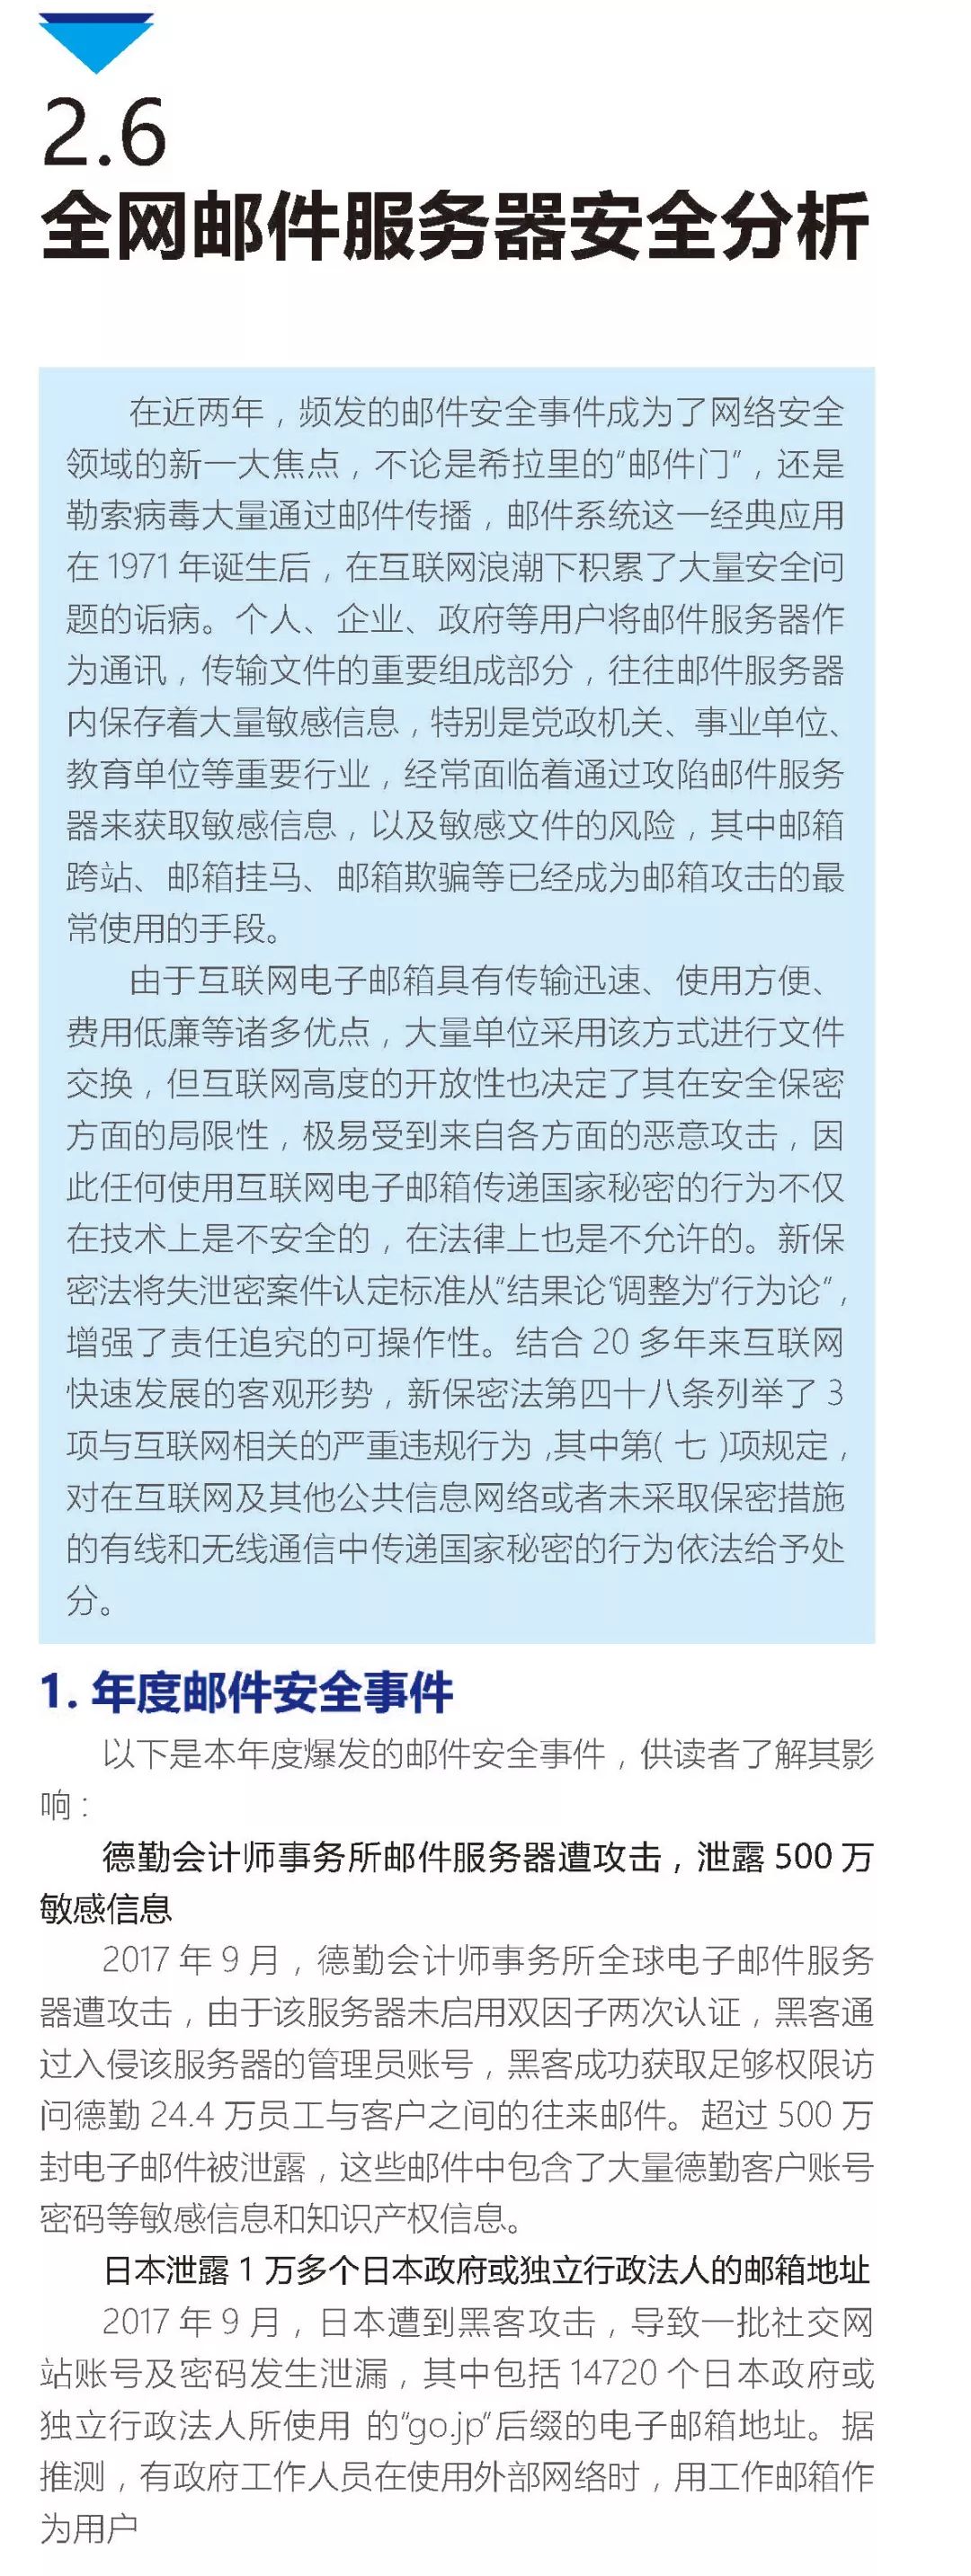 2.6
全网邮件服务器安全分析
在近两年，频发的邮件安全事件成为了网络安全
领域的新一大焦点，不论是希拉里的“邮件门”，还是
勒索病毒大量通过邮件传播，邮件系统这一经典应用
在 1971 年诞生后，在互联网浪潮下积累了大量安全问
题的诟病。个人、企业、政府等用户将邮件服务器作
为通讯，传输文件的重要组成部分，往往邮件服务器
内保存着大量敏感信息，特别是党政机关、事业单位、
教育单位等重要行业，经常面临着通过攻陷邮件服务
器来获取敏感信息，以及敏感文件的风险，其中邮箱
跨站、邮箱挂马、邮箱欺骗等已经成为邮箱攻击的最
常使用的手段。
由于互联网电子邮箱具有传输迅速、使用方便、
费用低廉等诸多优点，大量单位采用该方式进行文件
交换，但互联网高度的开放性也决定了其在安全保密
方面的局限性，极易受到来自各方面的恶意攻击，因
此任何使用互联网电子邮箱传递国家秘密的行为不仅
在技术上是不安全的，在法律上也是不允许的。新保
密法将失泄密案件认定标准从“结果论”调整为“行为论”，
增强了责任追究的可操作性。结合 20 多年来互联网
快速发展的客观形势，新保密法第四十八条列举了 3
项与互联网相关的严重违规行为 ,其中第( 七 )项规定，
对在互联网及其他公共信息网络或者未采取保密措施
的有线和无线通信中传递国家秘密的行为依法给予处
分。
1. 年度邮件安全事件
以下是本年度爆发的邮件安全事件，供读者了解其影
响：
德勤会计师事务所邮件服务器遭攻击，泄露 500 万
敏感信息
2017 年 9 月，德勤会计师事务所全球电子邮件服务
器遭攻击，由于该服务器未启用双因子两次认证，黑客通
过入侵该服务器的管理员账号，黑客成功获取足够权限访
问德勤 24.4 万员工与客户之间的往来邮件。超过 500 万
封电子邮件被泄露，这些邮件中包含了大量德勤客户账号
密码等敏感信息和知识产权信息。
日本泄露 1 万多个日本政府或独立行政法人的邮箱地址
2017 年 9 月，日本遭到黑客攻击，导致一批社交网
站账号及密码发生泄漏，其中包括 14720 个日本政府或
独立行政法人所使用 的“go.jp”后缀的电子邮箱地址。据
推测，有政府工作人员在使用外部网络时，用工作邮箱作
为用户